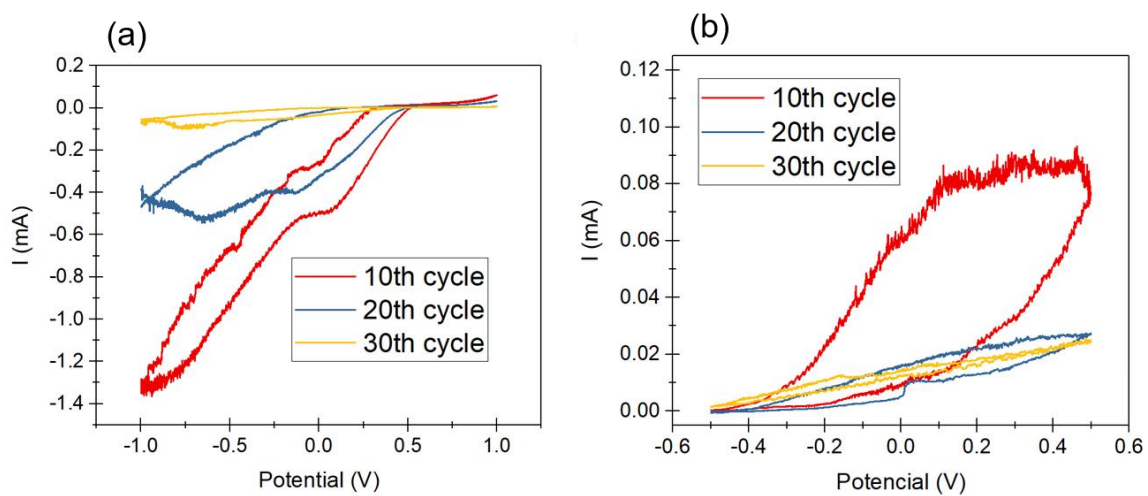 (a)
0.2
0.0
-0.2
-0.4
-0.6
-0.8
-1.0
-1.2
-1.4
I (mA)
10th cycle
20th cycle
30th cycle
-1.0 -0.5 0.0 0.5 1.0
Potential (V)
(b)
0.12
0.10
0.08
0.06
0.04
0.02
0.00
I (mA)
10th cycle
20th cycle
30th cycle
-0.6 -0.4 -0.2 0.0 0.2 0.4 0.6
Potencial (V)